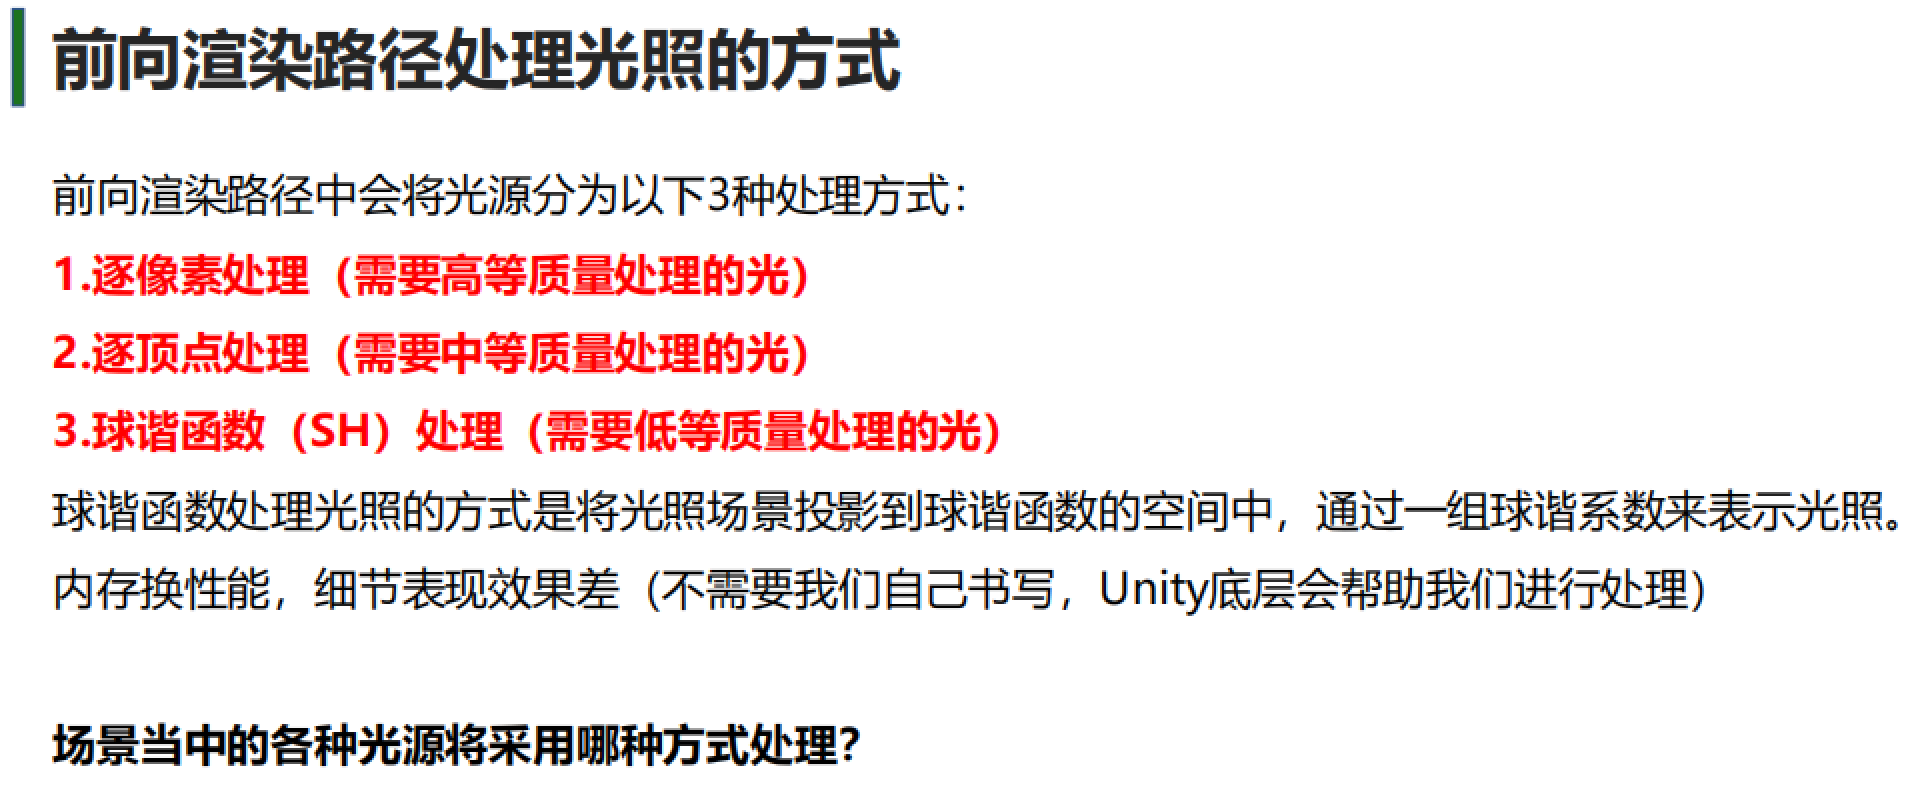 前向渲染路径处理光照的方式
前向渲染路径中会将光源分为以下3种处理方式：
1.逐像素处理（需要高等质量处理的光）
2.逐顶点处理（需要中等质量处理的光）
3.球谐函数（SH）处理（需要低等质量处理的光）
球谐函数处理光照的方式是将光照场景投影到球谐函数的空间中，通过一组球谐系数来表示光照。
内存换性能，细节表现效果差（不需要我们自己书写，Unity底层会帮助我们进行处理）
场景当中的各种光源将采用哪种方式处理？